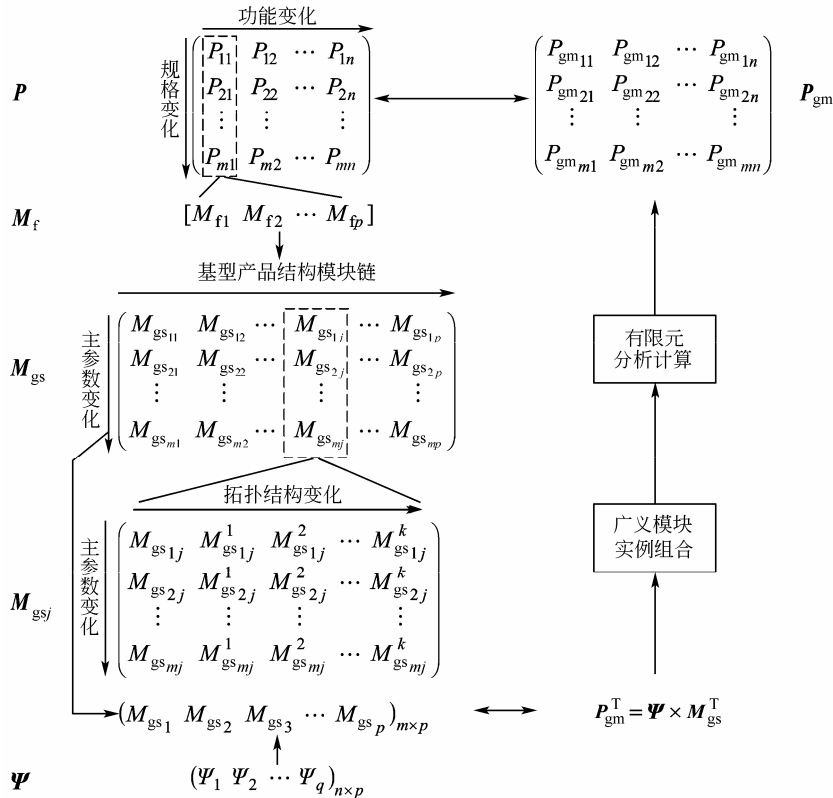 功能变化
规格变化
P
P11 P12 ⋯ P1n
P21 P22 ⋯ P2n
⋮ ⋮ ⋮
Pm1 Pm2 ⋯ Pmn
Pgm11 Pgm12 ⋯ Pgm1n
Pgm21 Pgm22 ⋯ Pgm2n
⋮ ⋮ ⋮
Pgmm1 Pgmm2 ⋯ Pgmmn
Pgm
Mf
[Mf1 Mf2 ⋯ Mfp]
基型产品结构模块链
主参数变化
Mgs
Mgs11 Mgs12 ⋯ Mgs1j ⋯ Mgs1p
Mgs21 Mgs22 ⋯ Mgs2j ⋯ Mgs2p
⋮ ⋮ ⋮ ⋮
Mgsm1 Mgsm2 ⋯ Mgsmj ⋯ Mgsmp
有限元
分析计算
拓扑结构变化
主参数变化
Mgsj
Mgs1j M¹gs1j M²gs1j ⋯ Mᵏgs1j
Mgs2j M¹gs2j M²gs2j ⋯ Mᵏgs2j
⋮ ⋮ ⋮ ⋮
Mgsmj M¹gsmj M²gsmj ⋯ Mᵏgsmj
广义模块
实例组合
(Mgs1 Mgs2 Mgs3 ⋯ Mgsp)m×p
PᵀgM=Ψ×Mᵀgs
Ψ
(Ψ1 Ψ2 ⋯ Ψq)n×p